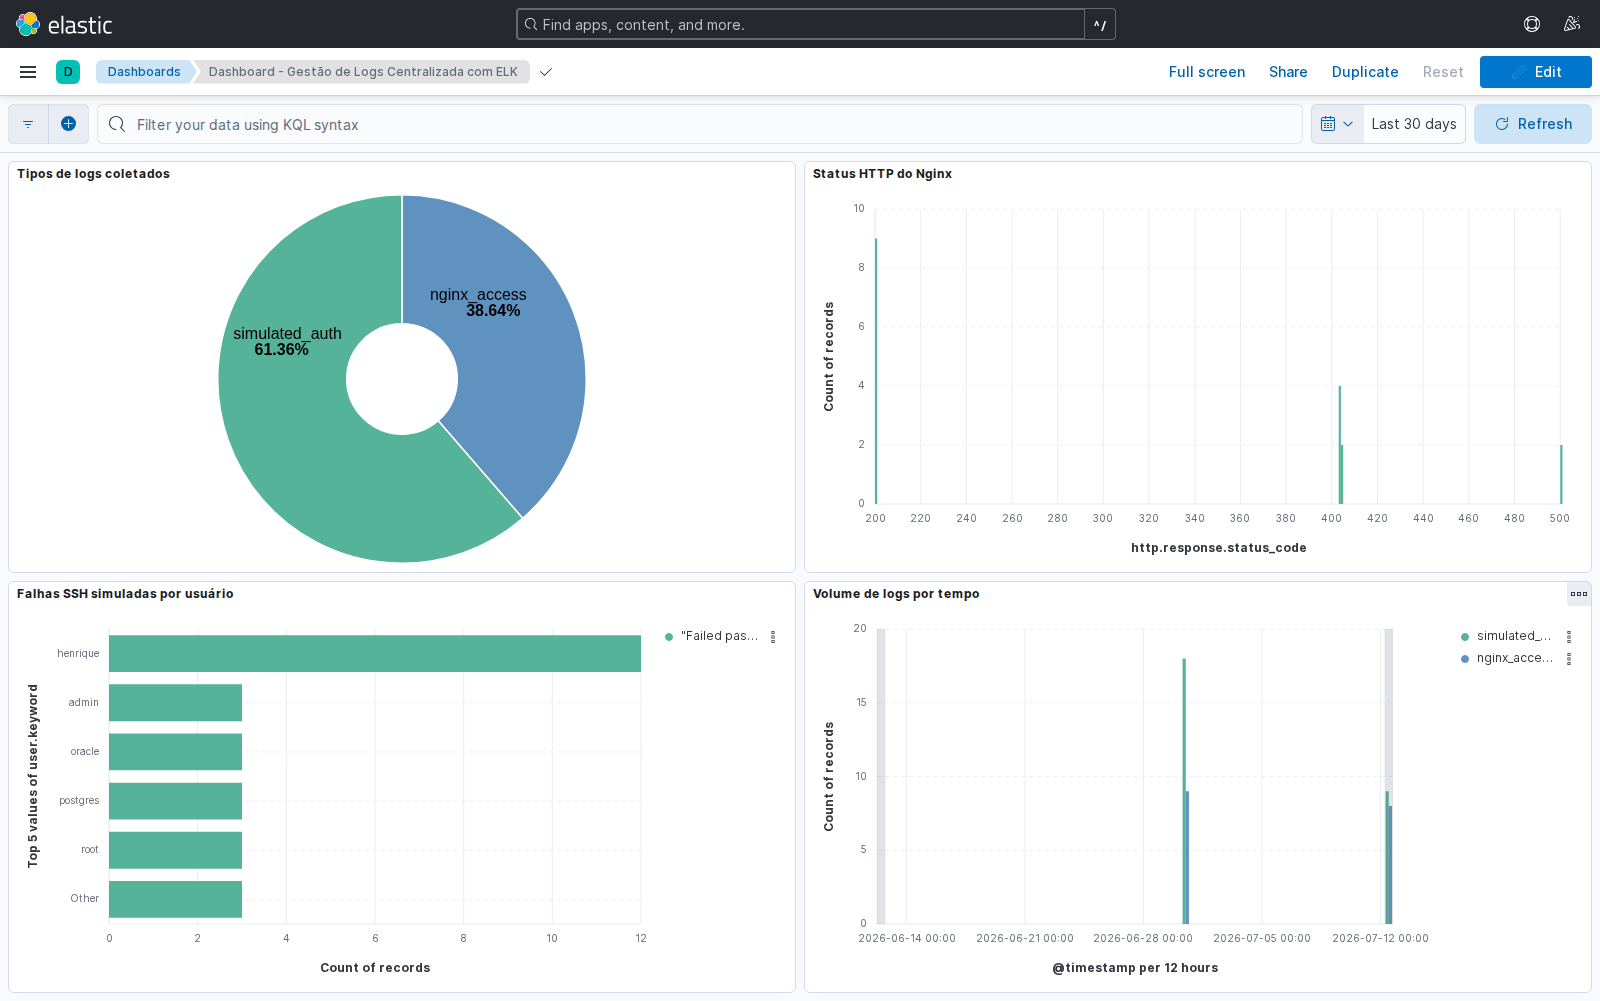 elastic
Find apps, content, and more.
^/
D
Dashboards
Dashboard - Gestão de Logs Centralizada com ELK
Full screen
Share
Duplicate
Reset
Edit
Filter your data using KQL syntax
Last 30 days
Refresh
Tipos de logs coletados
nginx_access
38.64%
simulated_auth
61.36%
Status HTTP do Nginx
10
8
6
4
2
0
Count of records
200 220 240 260 280 300 320 340 360 380 400 420 440 460 480 500
http.response.status_code
Falhas SSH simuladas por usuário
"Failed pas…
Top 5 values of user.keyword
henrique
admin
oracle
postgres
root
Other
0 2 4 6 8 10 12
Count of records
Volume de logs por tempo
simulated_…
nginx_acce…
20
15
10
5
0
Count of records
2026-06-14 00:00 2026-06-21 00:00 2026-06-28 00:00 2026-07-05 00:00 2026-07-12 00:00
@timestamp per 12 hours